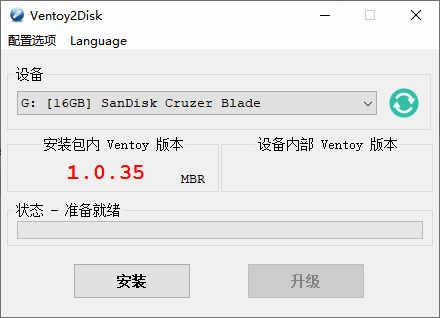 Ventoy2Disk
配置选项 Language
设备
G: [16GB] SanDisk Cruzer Blade
安装包内 Ventoy 版本 设备内部 Ventoy 版本
1.0.35 MBR
状态 - 准备就绪
安装 升级